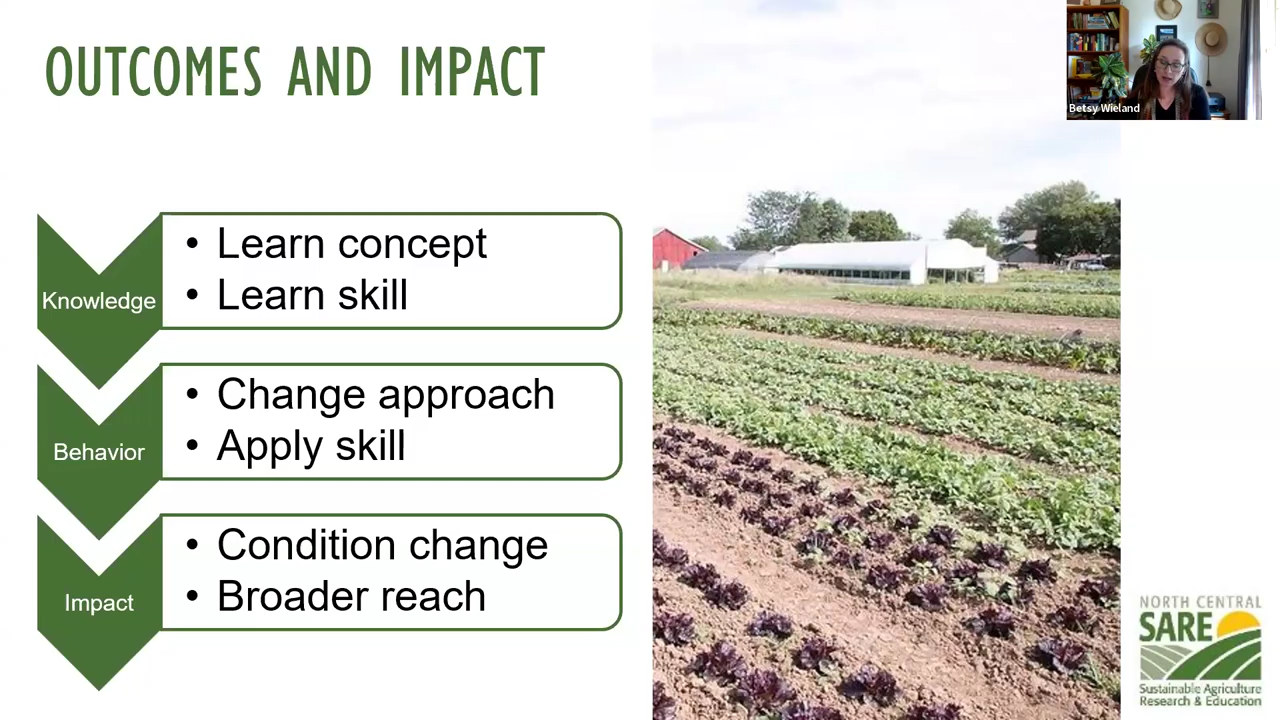 OUTCOMES AND IMPACT
Betsy Wieland
Knowledge
• Learn concept
• Learn skill
Behavior
• Change approach
• Apply skill
Impact
• Condition change
• Broader reach
NORTH CENTRAL
SARE
Sustainable Agriculture
Research & Education